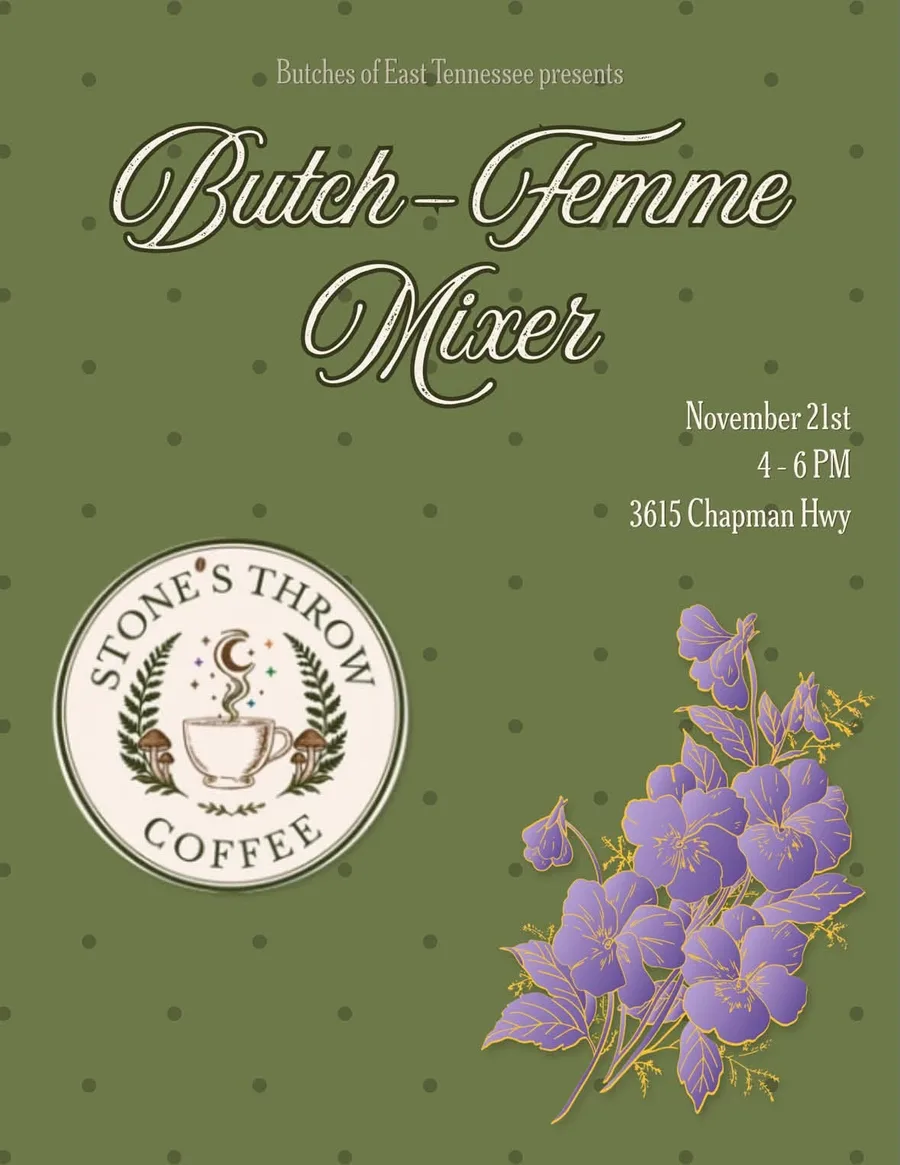 Butches of East Tennessee presents
Butch - Femme
Mixer
November 21st
4 - 6 PM
3615 Chapman Hwy
STONE'S THROW
COFFEE